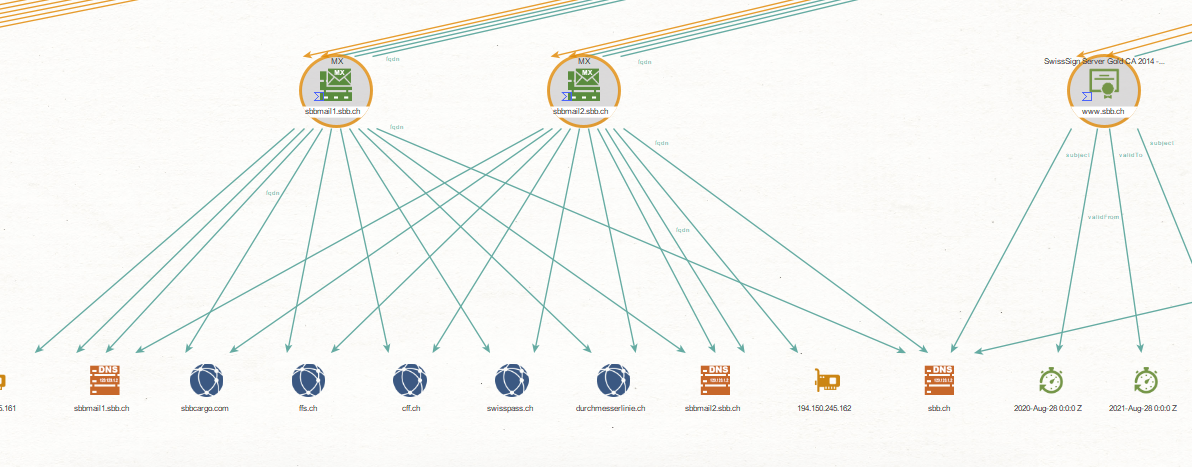 MX
fqdn
MX
sbbmail1.sbb.ch
MX
fqdn
MX
sbbmail2.sbb.ch
SwissSign Server Gold CA 2014 -...
www.sbb.ch
fqdn
fqdn
fqdn
fqdn
subject
validTo
subject
validFrom
5.161
DNS
sbbmail1.sbb.ch
sbbcargo.com
ffs.ch
cff.ch
swisspass.ch
durchmesserlinie.ch
DNS
sbbmail2.sbb.ch
194.150.245.162
DNS
sbb.ch
2020-Aug-28 0:0:0 Z
2021-Aug-28 0:0:0 Z